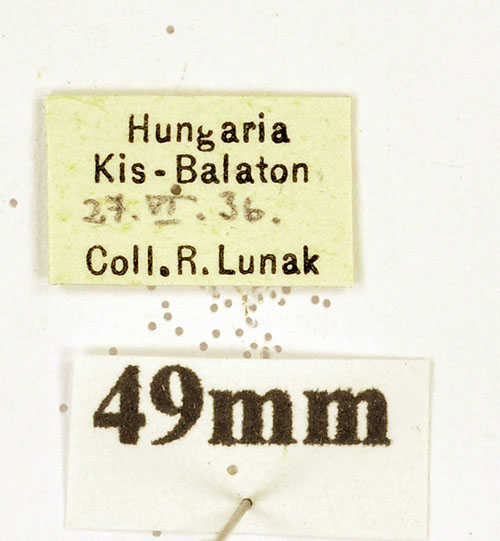 Hungaria
Kis-Balaton
27.VI.36.
Coll.R.Lunak
49mm